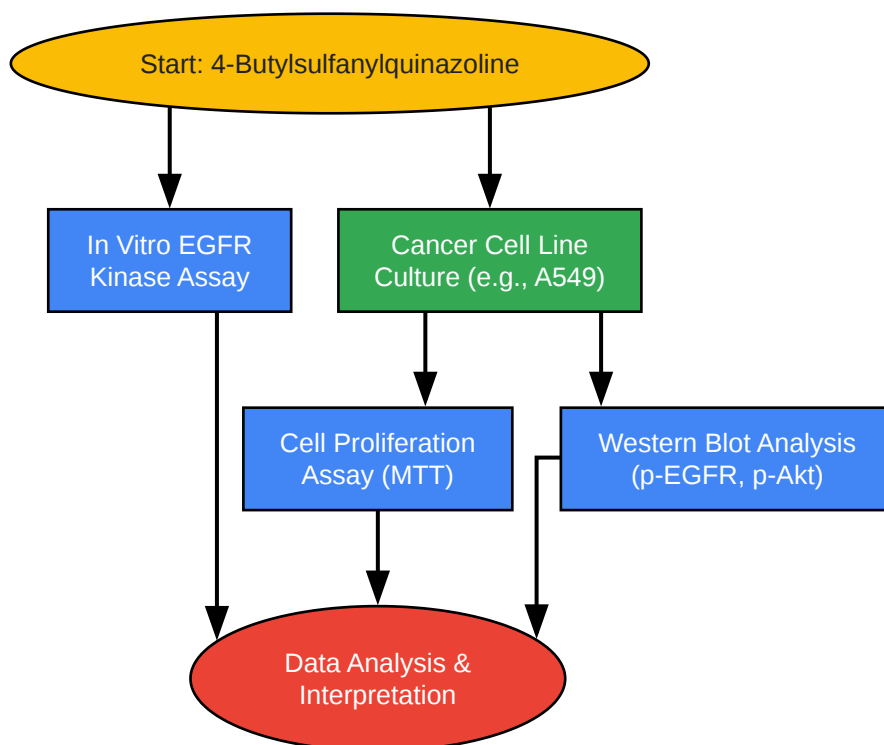 Start: 4-Butylsulfanylquinazoline
In Vitro EGFR
Kinase Assay
Cancer Cell Line
Culture (e.g., A549)
Cell Proliferation
Assay (MTT)
Western Blot Analysis
(p-EGFR, p-Akt)
Data Analysis &
Interpretation